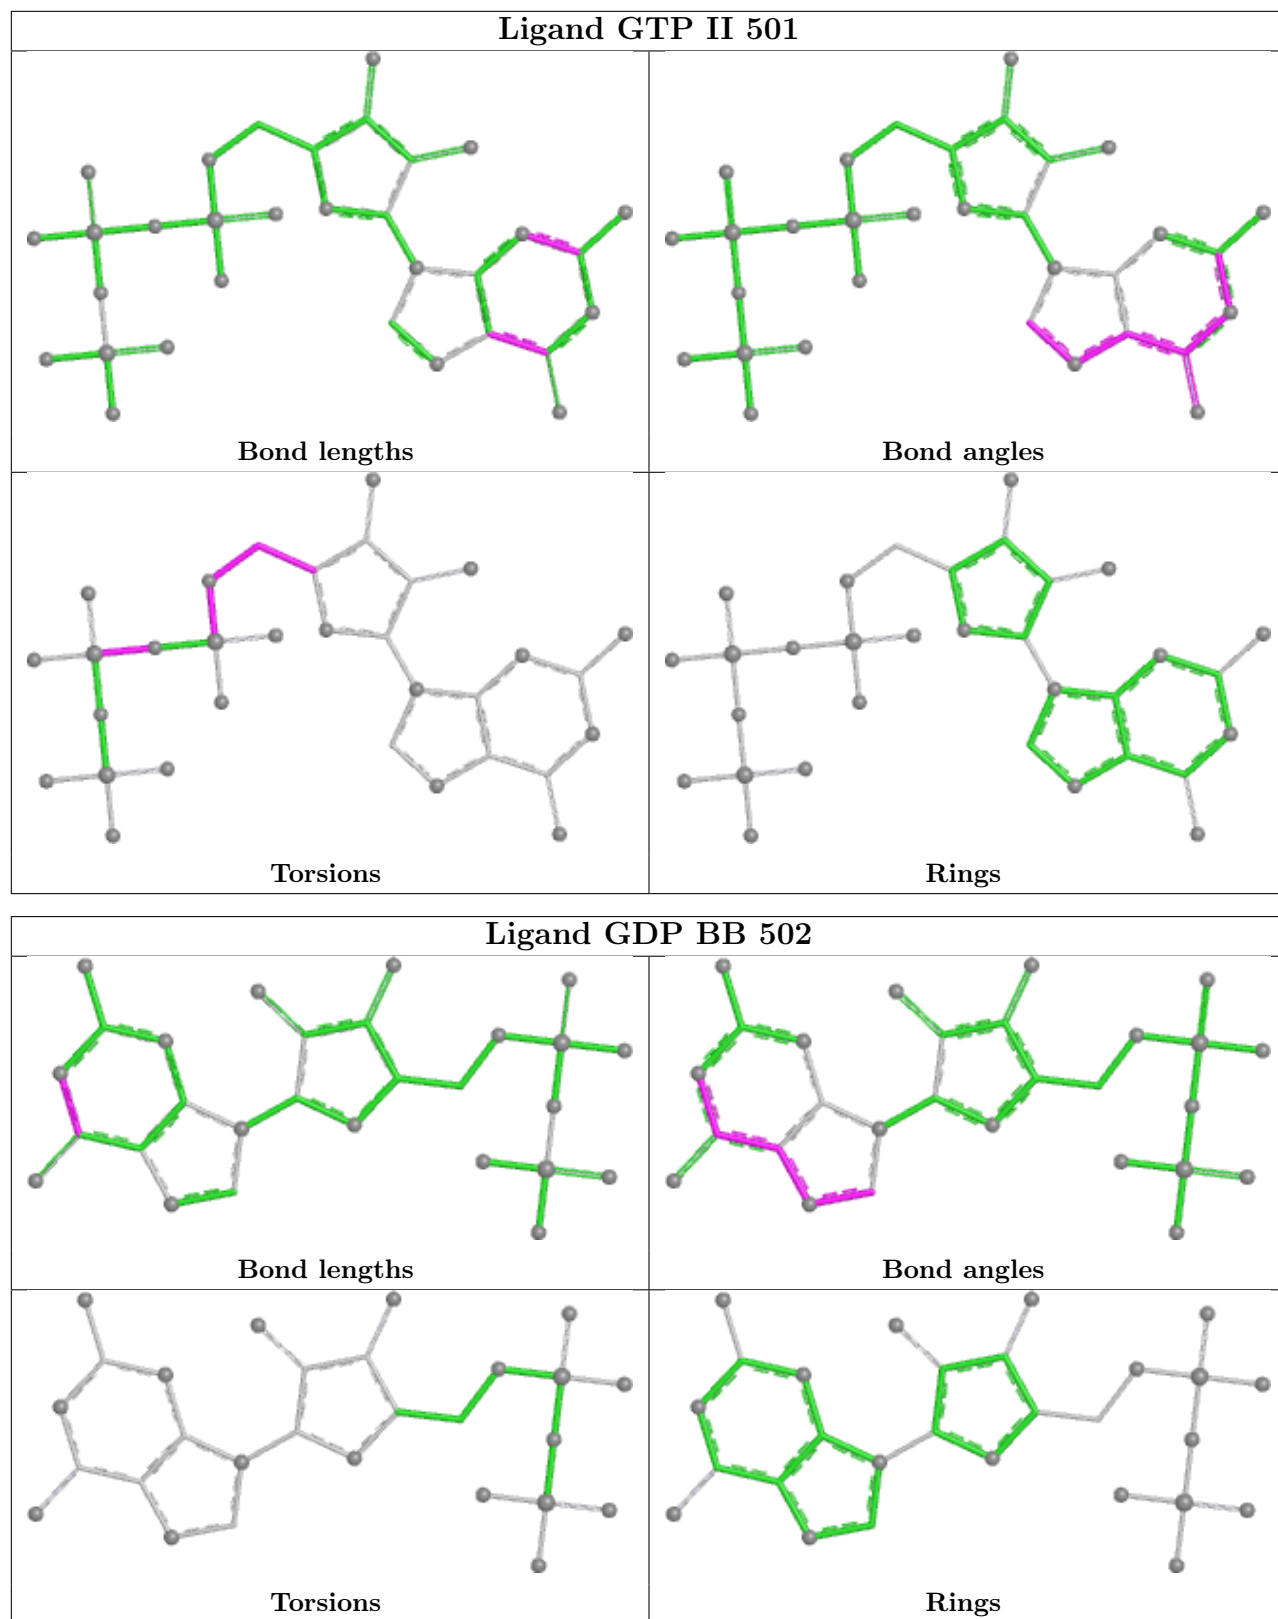 Ligand GTP II 501
Bond lengths
Bond angles
Torsions
Rings
Ligand GDP BB 502
Bond lengths
Bond angles
Torsions
Rings